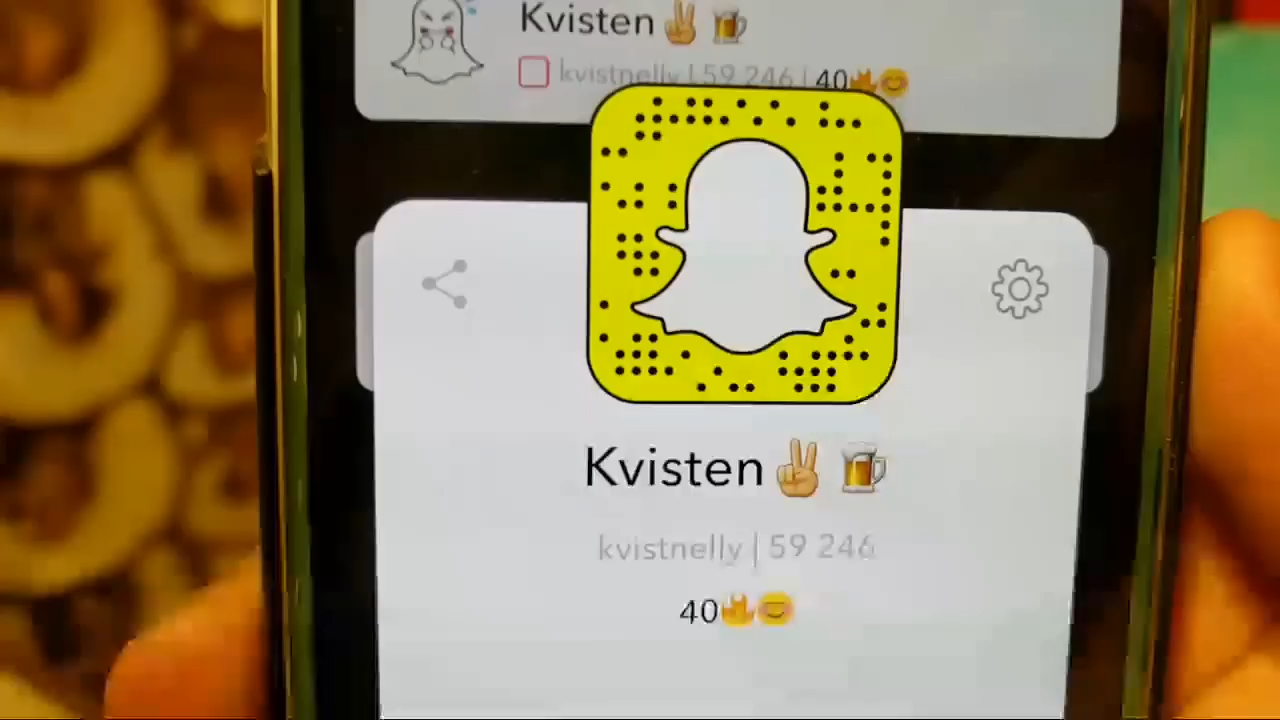 Kvisten✌️🍺
kvistnelly | 59 246 | 40🔥😊
Kvisten✌️🍺
kvistnelly | 59 246
40🔥😊